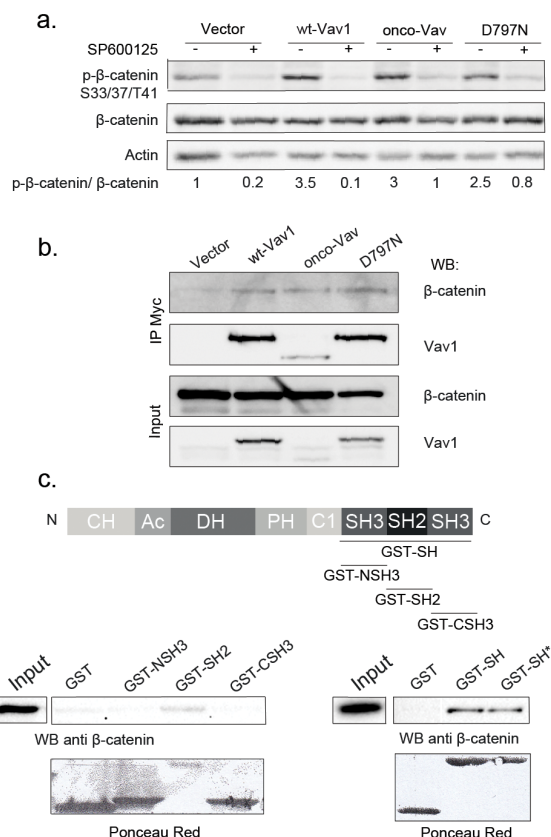 a.
Vector wt-Vav1 onco-Vav D797N
SP600125 - + - + - + - +
p-β-catenin
S33/37/T41
β-catenin
Actin
p-β-catenin/ β-catenin 1 0.2 3.5 0.1 3 1 2.5 0.8
b.
Vector wt-Vav1 onco-Vav D797N
WB:
IP Myc
β-catenin
Vav1
Input
β-catenin
Vav1
c.
N CH Ac DH PH C1 SH3 SH2 SH3 C
GST-SH
GST-NSH3
GST-SH2
GST-CSH3
Input GST GST-NSH3 GST-SH2 GST-CSH3
WB anti β-catenin
Ponceau Red
Input GST GST-SH GST-SH*
WB anti β-catenin
Ponceau Red